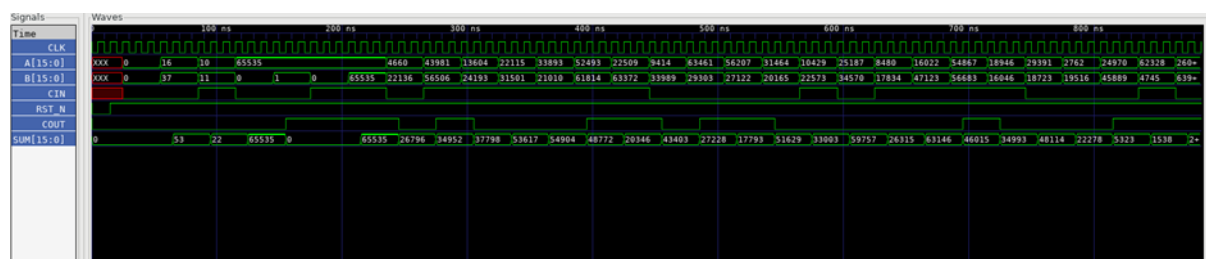 Signals
Waves
Time
100 ns 200 ns 300 ns 400 ns 500 ns 600 ns 700 ns 800 ns
CLK
A[15:0] XXX 0 16 10 65535 4660 43981 13604 22115 33893 52493 22509 9414 63461 56207 31464 10429 25187 8480 16022 54867 18946 29391 2762 24970 62328 260+
B[15:0] XXX 0 37 11 0 1 0 65535 22136 56506 24193 31501 21010 61814 63372 33989 29303 27122 20165 22573 34570 17834 47123 56683 16046 18723 19516 45889 4745 639+
CIN
RST_N
COUT
SUM[15:0] 0 53 22 65535 0 65535 26796 34952 37798 53617 54904 48772 20346 43403 27228 17793 51629 33003 59757 26315 63146 46015 34993 48114 22278 5323 1538 2+